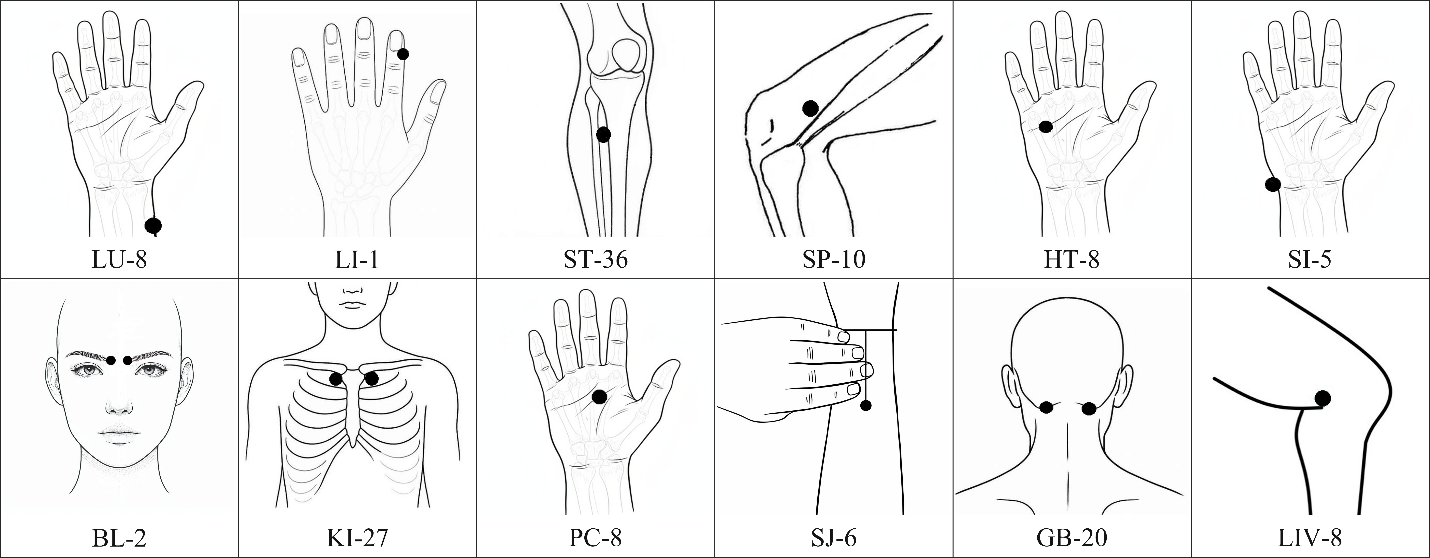 LU-8
LI-1
ST-36
SP-10
HT-8
SI-5
BL-2
KI-27
PC-8
SJ-6
GB-20
LIV-8